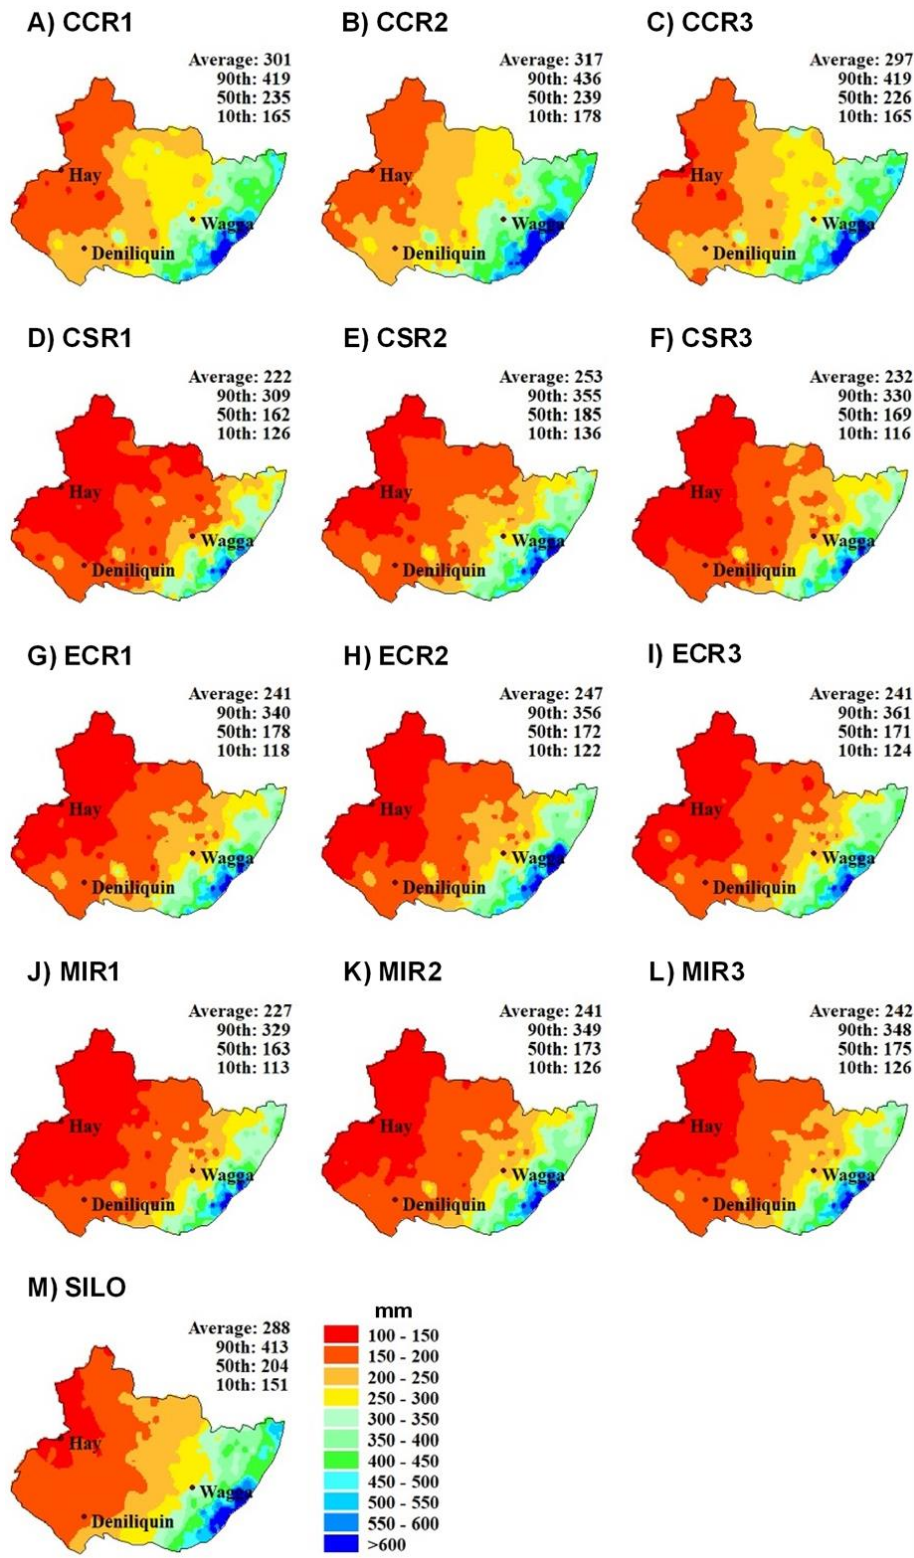 A) CCR1
Average: 301
90th: 419
50th: 235
10th: 165
Hay
Wagga
Deniliquin
B) CCR2
Average: 317
90th: 436
50th: 239
10th: 178
Hay
Wagga
Deniliquin
C) CCR3
Average: 297
90th: 419
50th: 226
10th: 165
Hay
Wagga
Deniliquin
D) CSR1
Average: 222
90th: 309
50th: 162
10th: 126
Hay
Wagga
Deniliquin
E) CSR2
Average: 253
90th: 355
50th: 185
10th: 136
Hay
Wagga
Deniliquin
F) CSR3
Average: 232
90th: 330
50th: 169
10th: 116
Hay
Wagga
Deniliquin
G) ECR1
Average: 241
90th: 340
50th: 178
10th: 118
Hay
Wagga
Deniliquin
H) ECR2
Average: 247
90th: 356
50th: 172
10th: 122
Hay
Wagga
Deniliquin
I) ECR3
Average: 241
90th: 361
50th: 171
10th: 124
Hay
Wagga
Deniliquin
J) MIR1
Average: 227
90th: 329
50th: 163
10th: 113
Hay
Wagga
Deniliquin
K) MIR2
Average: 241
90th: 349
50th: 173
10th: 126
Hay
Wagga
Deniliquin
L) MIR3
Average: 242
90th: 348
50th: 175
10th: 126
Hay
Wagga
Deniliquin
M) SILO
Average: 288
90th: 413
50th: 204
10th: 151
Hay
Wagga
Deniliquin
mm
100 - 150
150 - 200
200 - 250
250 - 300
300 - 350
350 - 400
400 - 450
450 - 500
500 - 550
550 - 600
>600